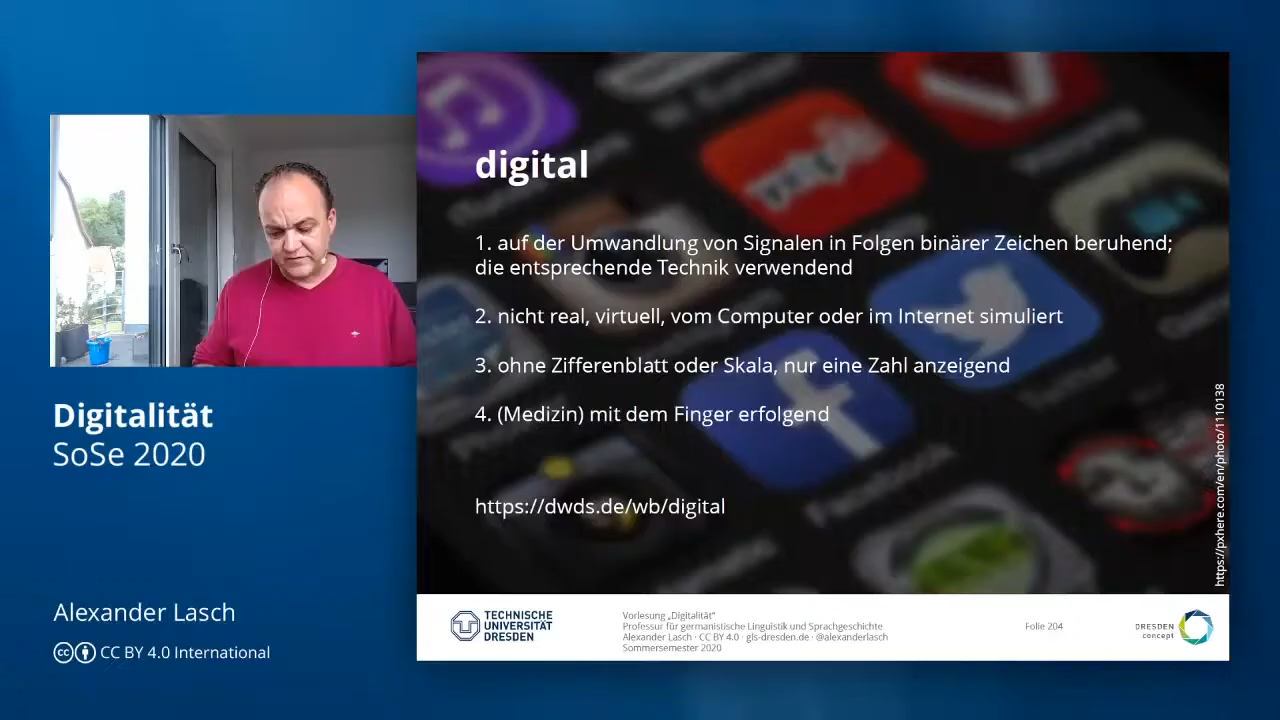 digital
1. auf der Umwandlung von Signalen in Folgen binärer Zeichen beruhend;
die entsprechende Technik verwendend
2. nicht real, virtuell, vom Computer oder im Internet simuliert
3. ohne Zifferenblatt oder Skala, nur eine Zahl anzeigend
4. (Medizin) mit dem Finger erfolgend
https://dwds.de/wb/digital
https://pxhere.com/en/photo/1110138
Digitalität
SoSe 2020
Alexander Lasch
CC BY 4.0 International
TECHNISCHE
UNIVERSITÄT
DRESDEN
Vorlesung „Digitalität“
Professur für germanistische Linguistik und Sprachgeschichte
Alexander Lasch · CC BY 4.0 · gls-dresden.de · @alexanderlasch
Sommersemester 2020
Folie 204
DRESDEN
concept
Facebook
Twitter